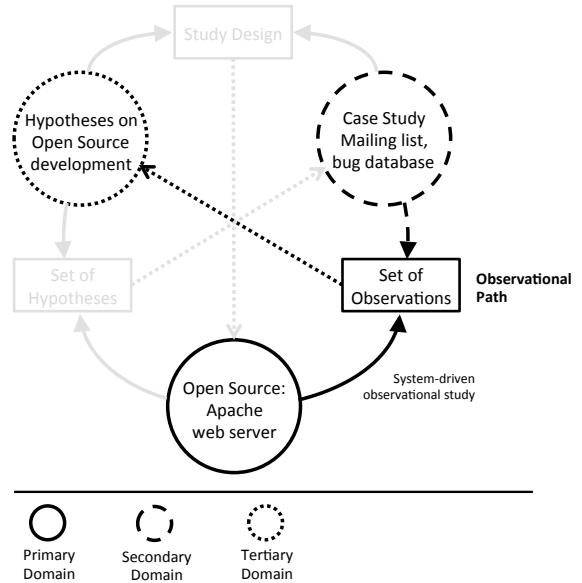 Study Design
Hypotheses on
Open Source
development
Case Study
Mailing list,
bug database
Set of
Hypotheses
Set of
Observations
Observational
Path
Open Source:
Apache
web server
System-driven
observational study
Primary
Domain
Secondary
Domain
Tertiary
Domain